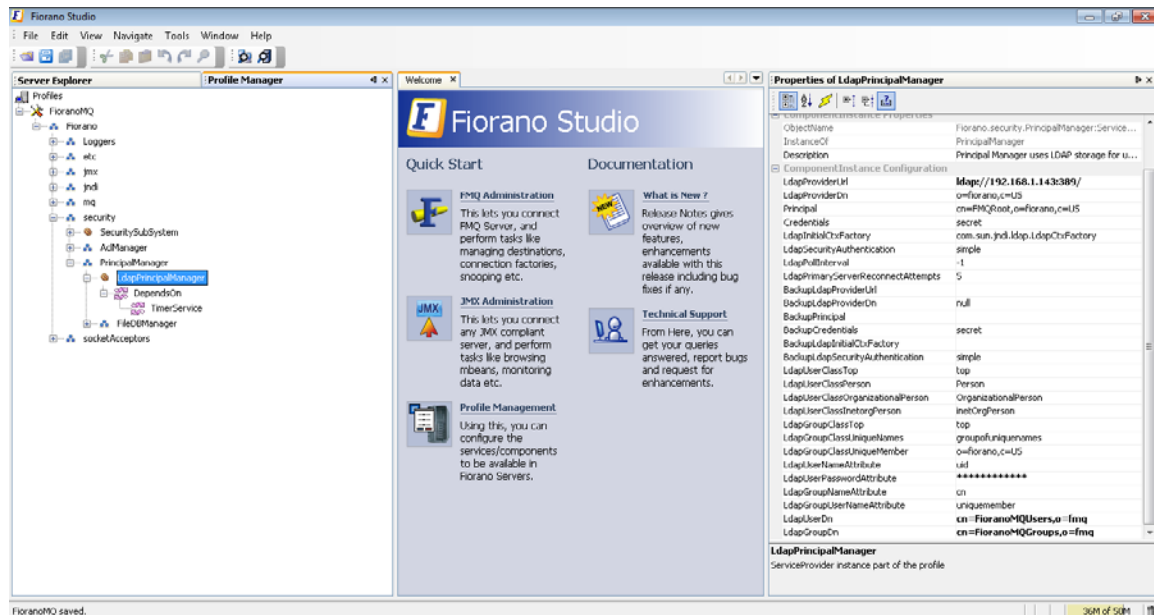 Fiorano Studio
File Edit View Navigate Tools Window Help
Server Explorer
Profile Manager
Profiles
FioranoMQ
Fiorano
Loggers
etc
jmx
jndi
mq
security
SecuritySubSystem
AclManager
PrincipalManager
LdapPrincipalManager
DependsOn
TimerService
FileDBManager
socketAcceptors
Welcome
Fiorano Studio
Quick Start
FMQ Administration
This lets you connect
FMQ Server, and
perform tasks like
managing destinations,
connection factories,
snooping etc.
JMX
JMX Administration
This lets you connect
any JMX compliant
server, and perform
tasks like browsing
mbeans, monitoring
data etc.
Profile Management
Using this, you can
configure the
services/components
to be available in
Fiorano Servers.
Documentation
NEW
What is New ?
Release Notes gives
overview of new
features,
enhancements
available with this
release including bug
fixes if any.
Technical Support
From Here, you can
get your queries
answered, report bugs
and request for
enhancements.
Properties of LdapPrincipalManager
ComponentInstance Properties
ObjectName Fiorano.security.PrincipalManager:Service...
InstanceOf PrincipalManager
Description Principal Manager uses LDAP storage for u...
ComponentInstance Configuration
LdapProviderUrl ldap://192.168.1.143:389/
LdapProviderDn o=fiorano,c=US
Principal cn=FMQRoot,o=fiorano,c=US
Credentials secret
LdapInitialCtxFactory com.sun.jndi.ldap.LdapCtxFactory
LdapSecurityAuthentication simple
LdapPollInterval -1
LdapPrimaryServerReconnectAttempts 5
BackupLdapProviderUrl
BackupLdapProviderDn null
BackupPrincipal
BackupCredentials secret
BackupLdapInitialCtxFactory
BackupLdapSecurityAuthentication simple
LdapUserClassTop top
LdapUserClassPerson Person
LdapUserClassOrganizationalPerson OrganizationalPerson
LdapUserClassInetorgPerson inetOrgPerson
LdapGroupClassTop top
LdapGroupClassUniqueNames groupofuniquenames
LdapGroupClassUniqueMember o=fiorano,c=US
LdapUserNameAttribute uid
LdapUserPasswordAttribute ************
LdapGroupNameAttribute cn
LdapGroupUserNameAttribute uniquemember
LdapUserDn cn=FioranoMQUsers,o=fmq
LdapGroupDn cn=FioranoMQGroups,o=fmq
LdapPrincipalManager
ServiceProvider instance part of the profile
FioranoMQ saved.
36M of 50M